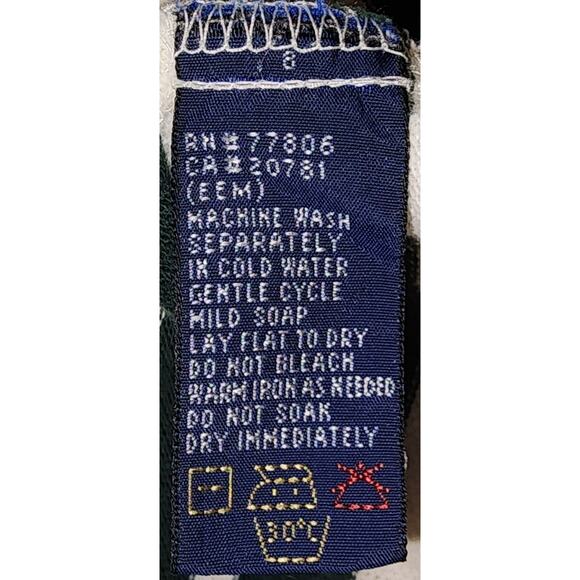 8
RN#77806
CA#20781
(EEM)
MACHINE WASH
SEPARATELY
IN COLD WATER
GENTLE CYCLE
MILD SOAP
LAY FLAT TO DRY
DO NOT BLEACH
WARM IRON AS NEEDED
DO NOT SOAK
DRY IMMEDIATELY
30°C